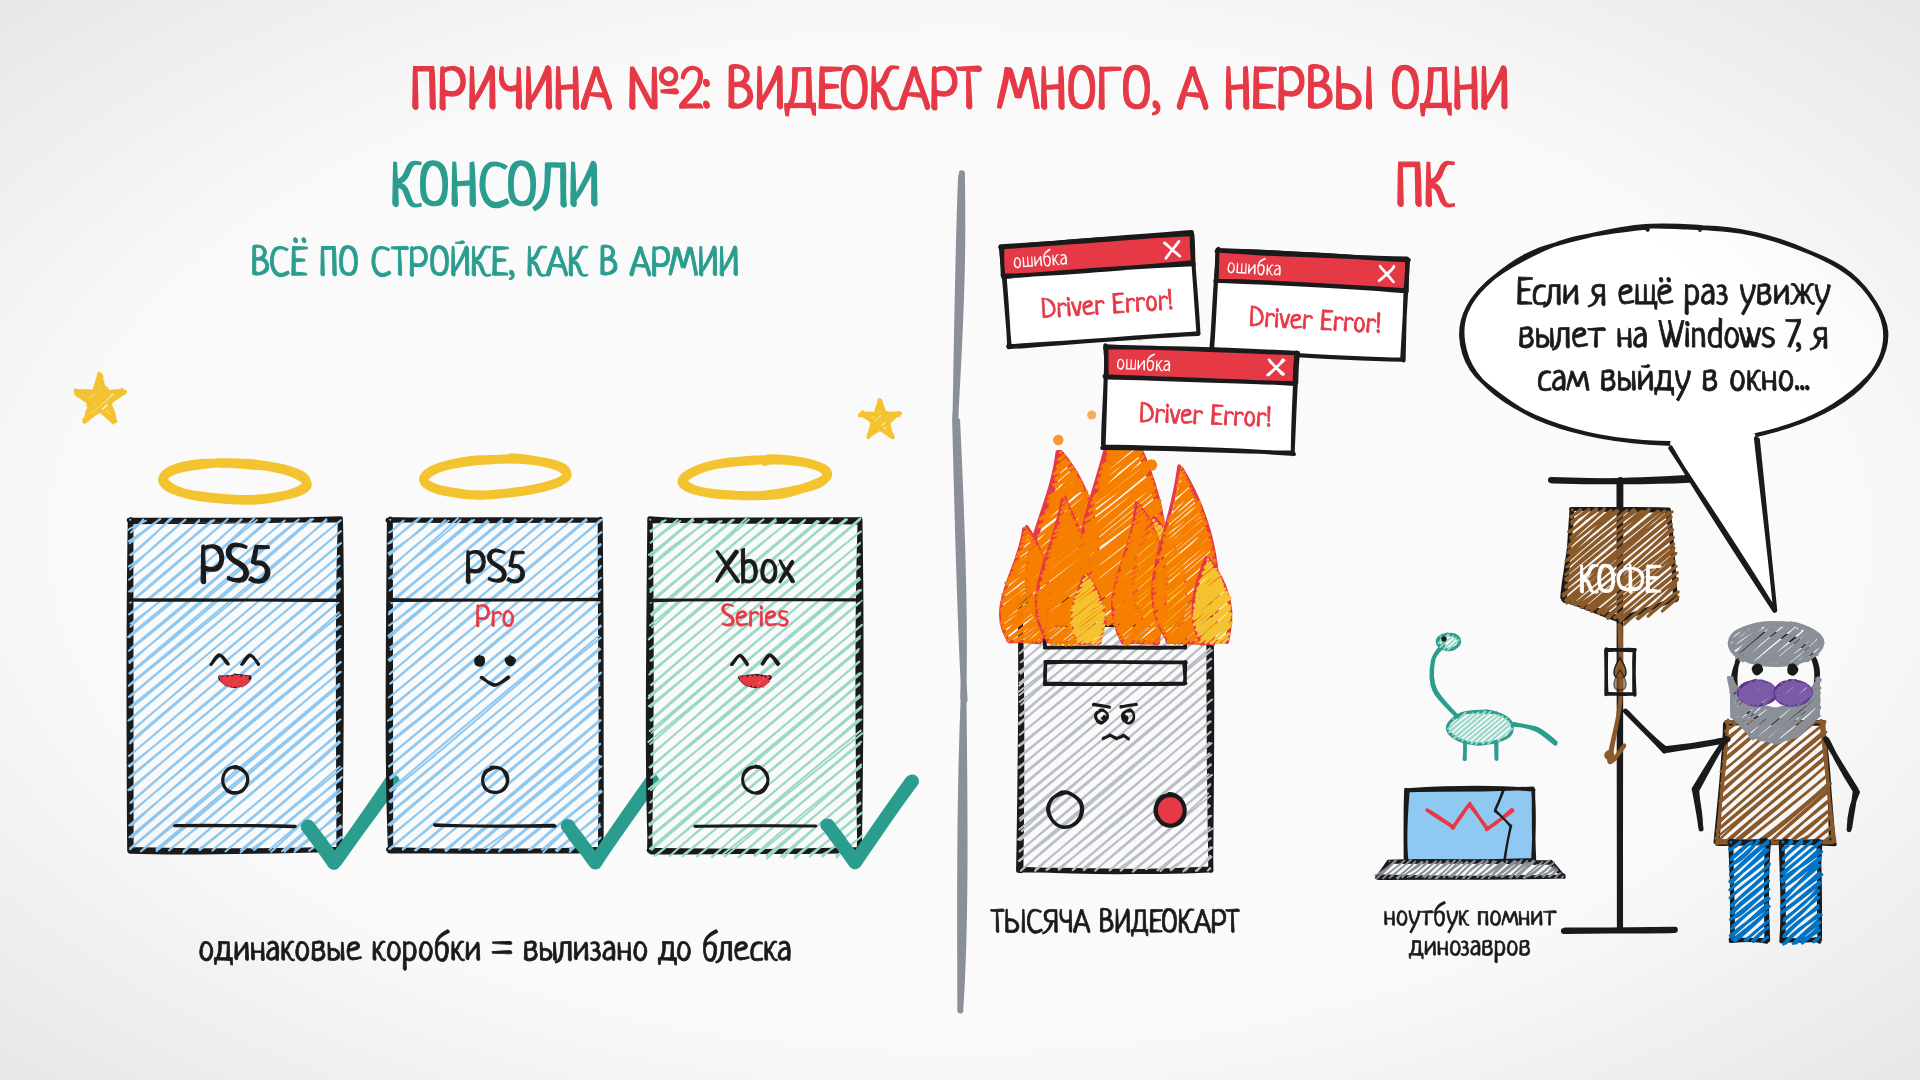 ПРИЧИНА №2: ВИДЕОКАРТ МНОГО, А НЕРВЫ ОДНИ
КОНСОЛИ
ВСЁ ПО СТРОЙКЕ, КАК В АРМИИ
PS5
PS5
Pro
Xbox
Series
одинаковые коробки = вылизано до блеска
ПК
ошибка
Driver Error!
ошибка
Driver Error!
ошибка
Driver Error!
Если я ещё раз увижу
вылет на Windows 7, я
сам выйду в окно...
КОФЕ
ТЫСЯЧА ВИДЕОКАРТ
ноутбук помнит
динозавров